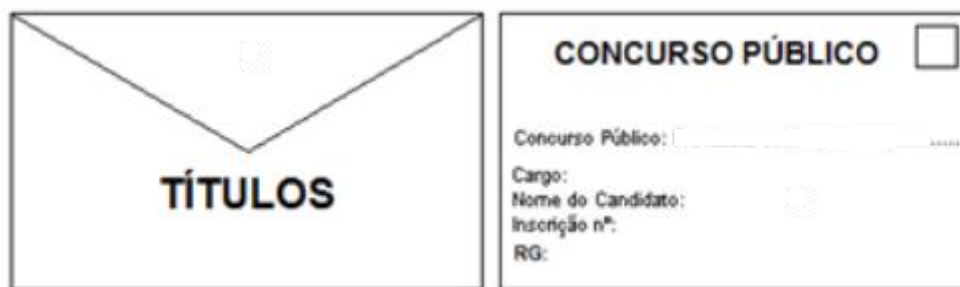 TÍTULOS
CONCURSO PÚBLICO
Concurso Público: .....
Cargo:
Nome do Candidato:
Inscrição nº:
RG: